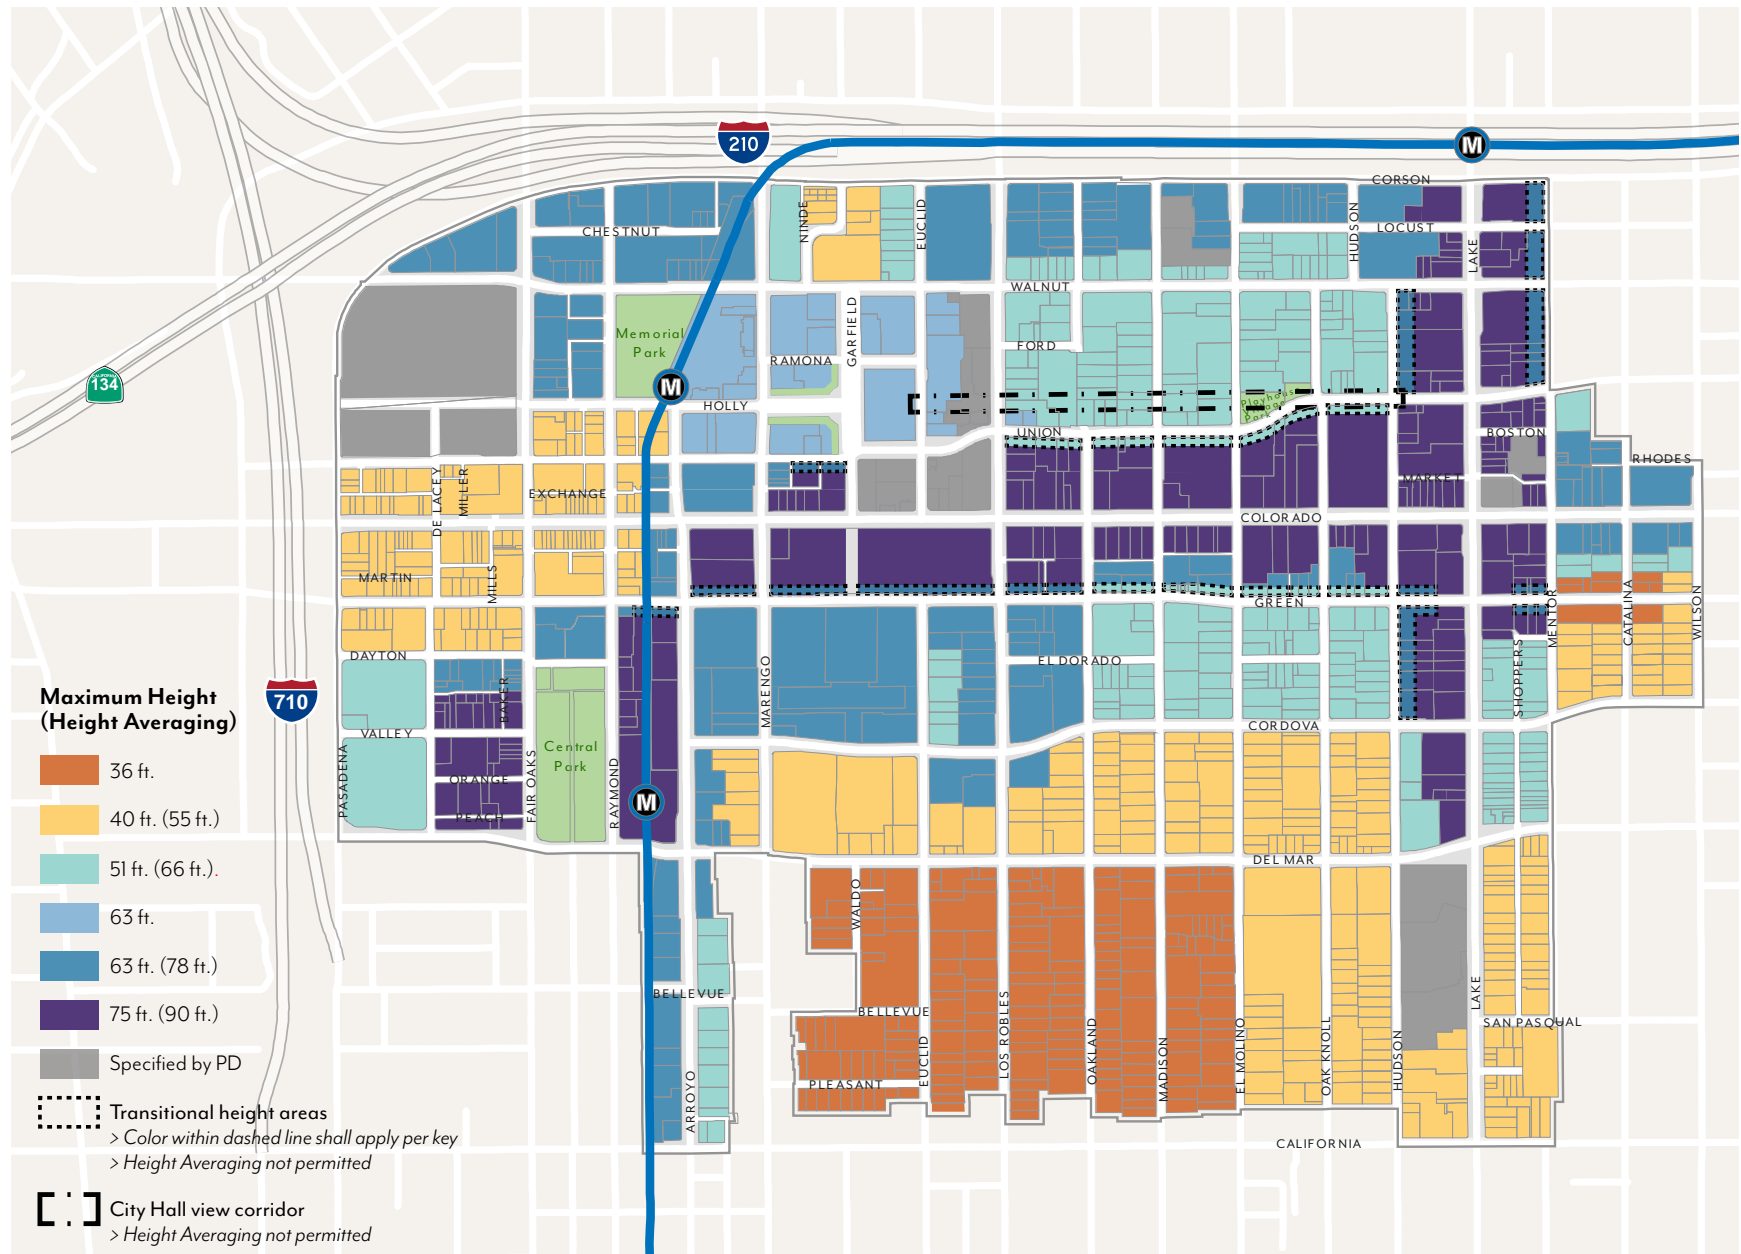 210
M
CORSON
CHESTNUT
NINDE
EUCLID
HUDSON
LOCUST
LAKE
WALNUT
Memorial
Park
GARFIELD
FORD
RAMONA
CALIFORNIA
134
M
HOLLY
Playhouse
Village
Park
UNION
BOSTON
RHODES
DE LACEY
MILLER
EXCHANGE
MARKET
COLORADO
MARTIN
MILLS
GREEN
MENTOR
CATALINA
WILSON
DAYTON
EL DORADO
MARENGO
SHOPPERS
710
BAKER
VALLEY
CORDOVA
PASADENA
Central
Park
ORANGE
FAIR OAKS
RAYMOND
M
PEACH
DEL MAR
WALDO
BELLEVUE
BELLEVUE
LOS ROBLES
LAKE
SAN PASQUAL
EUCLID
OAKLAND
MADISON
EL MOLINO
OAK KNOLL
HUDSON
PLEASANT
ARROYO
CALIFORNIA
Maximum Height
(Height Averaging)
36 ft.
40 ft. (55 ft.)
51 ft. (66 ft.).
63 ft.
63 ft. (78 ft.)
75 ft. (90 ft.)
Specified by PD
Transitional height areas
> Color within dashed line shall apply per key
> Height Averaging not permitted
City Hall view corridor
> Height Averaging not permitted